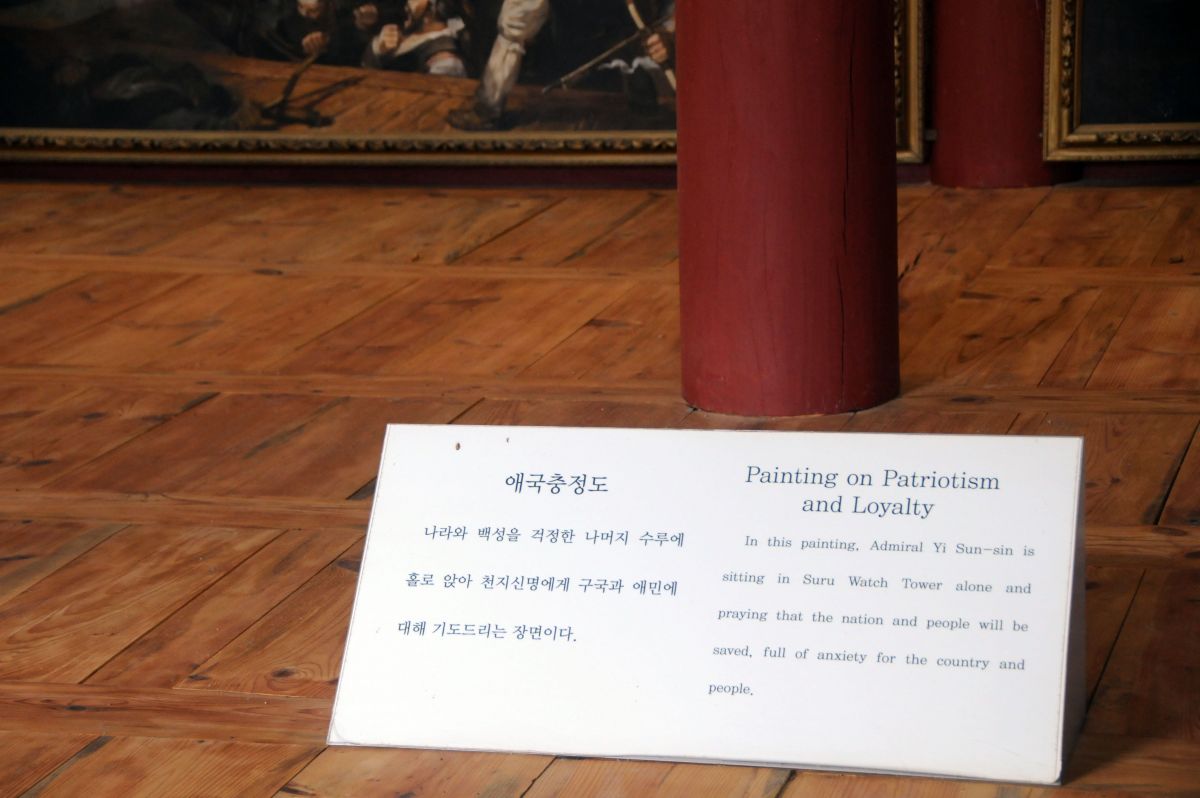 애국충정도
나라와 백성을 걱정한 나머지 수루에
홀로 앉아 천지신명에게 구국과 애민에
대해 기도드리는 장면이다.
Painting on Patriotism
and Loyalty
In this painting, Admiral Yi Sun-sin is
sitting in Suru Watch Tower alone and
praying that the nation and people will be
saved, full of anxiety for the country and
people.